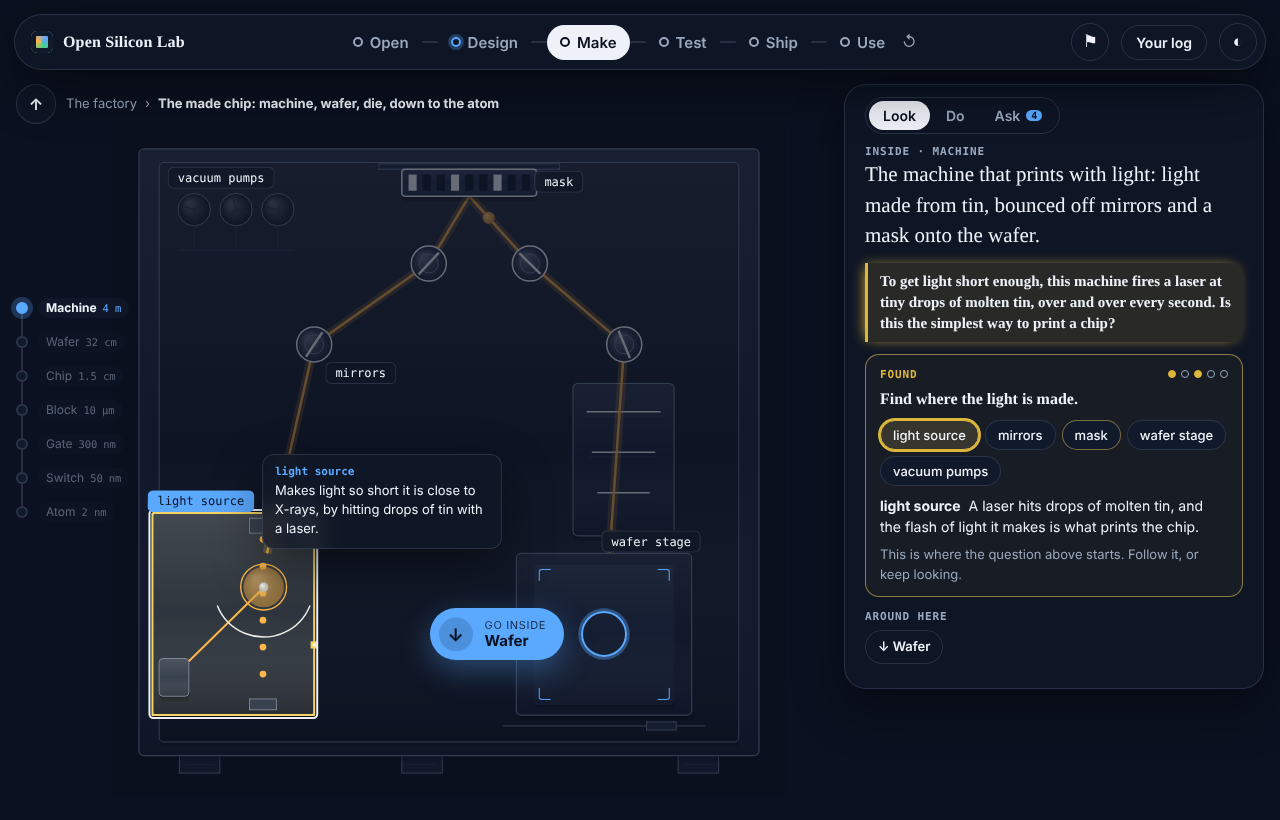 Open Silicon Lab
Open
Design
Make
Test
Ship
Use
Your log
The factory › The made chip: machine, wafer, die, down to the atom
vacuum pumps
mask
mirrors
Machine 4 m
Wafer 32 cm
Chip 1.5 cm
Block 10 µm
Gate 300 nm
Switch 50 nm
Atom 2 nm
light source
light source
Makes light so short it is close to
X-rays, by hitting drops of tin with
a laser.
wafer stage
GO INSIDE
Wafer
Look
Do
Ask 4
INSIDE · MACHINE
The machine that prints with light: light
made from tin, bounced off mirrors and a
mask onto the wafer.
To get light short enough, this machine fires a laser at
tiny drops of molten tin, over and over every second. Is
this the simplest way to print a chip?
FOUND
Find where the light is made.
light source
mirrors
mask
wafer stage
vacuum pumps
light source A laser hits drops of molten tin, and
the flash of light it makes is what prints the chip.
This is where the question above starts. Follow it, or
keep looking.
AROUND HERE
↓ Wafer